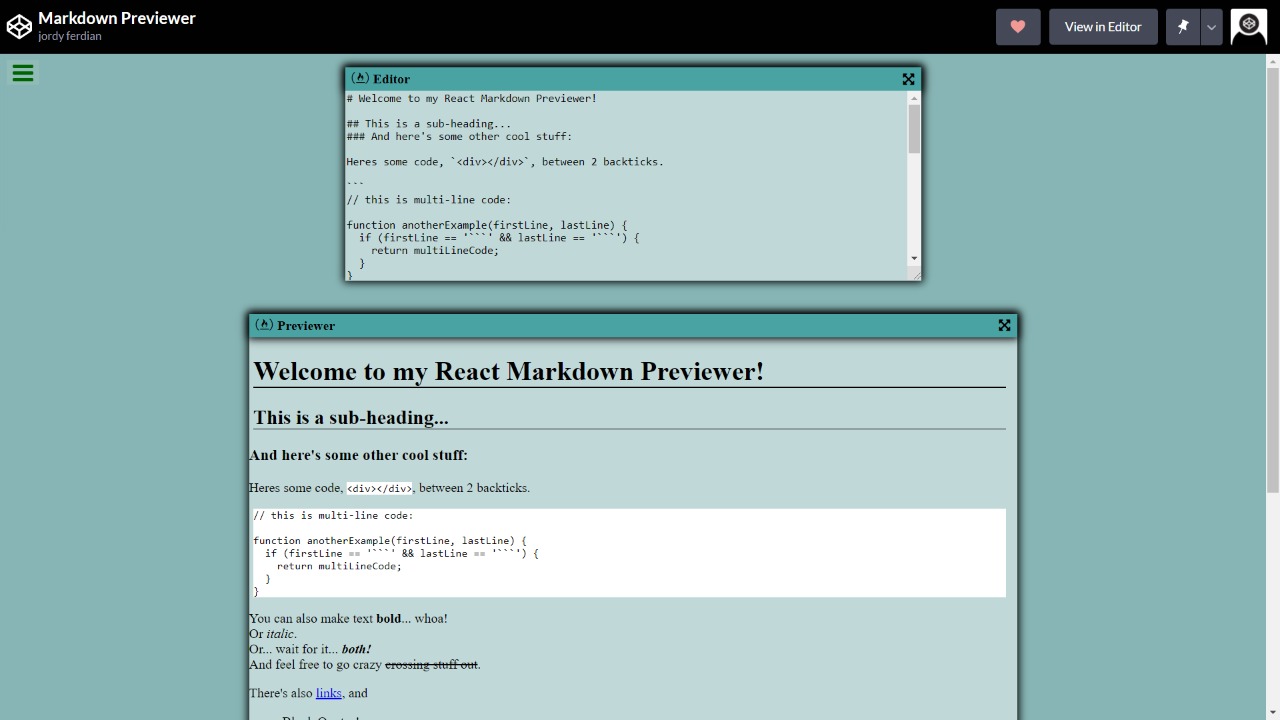 Markdown Previewer
jordy ferdian
View in Editor
Editor
# Welcome to my React Markdown Previewer!
## This is a sub-heading...
### And here's some other cool stuff:
Heres some code, `<div></div>`, between 2 backticks.
```
// this is multi-line code:
function anotherExample(firstLine, lastLine) {
  if (firstLine == '```' && lastLine == '```') {
    return multiLineCode;
  }
}
Previewer
Welcome to my React Markdown Previewer!
This is a sub-heading...
And here's some other cool stuff:
Heres some code, <div></div>, between 2 backticks.
// this is multi-line code:
function anotherExample(firstLine, lastLine) {
  if (firstLine == '```' && lastLine == '```') {
    return multiLineCode;
  }
}
You can also make text bold... whoa!
Or italic.
Or... wait for it... both!
And feel free to go crazy crossing stuff out.
There's also links, and